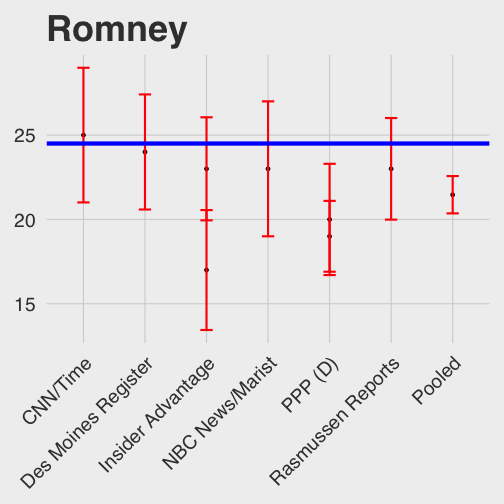 Romney
25
20
15
CNN/Time
Des Moines Register
Insider Advantage
NBC News/Marist
PPP (D)
Rasmussen Reports
Pooled